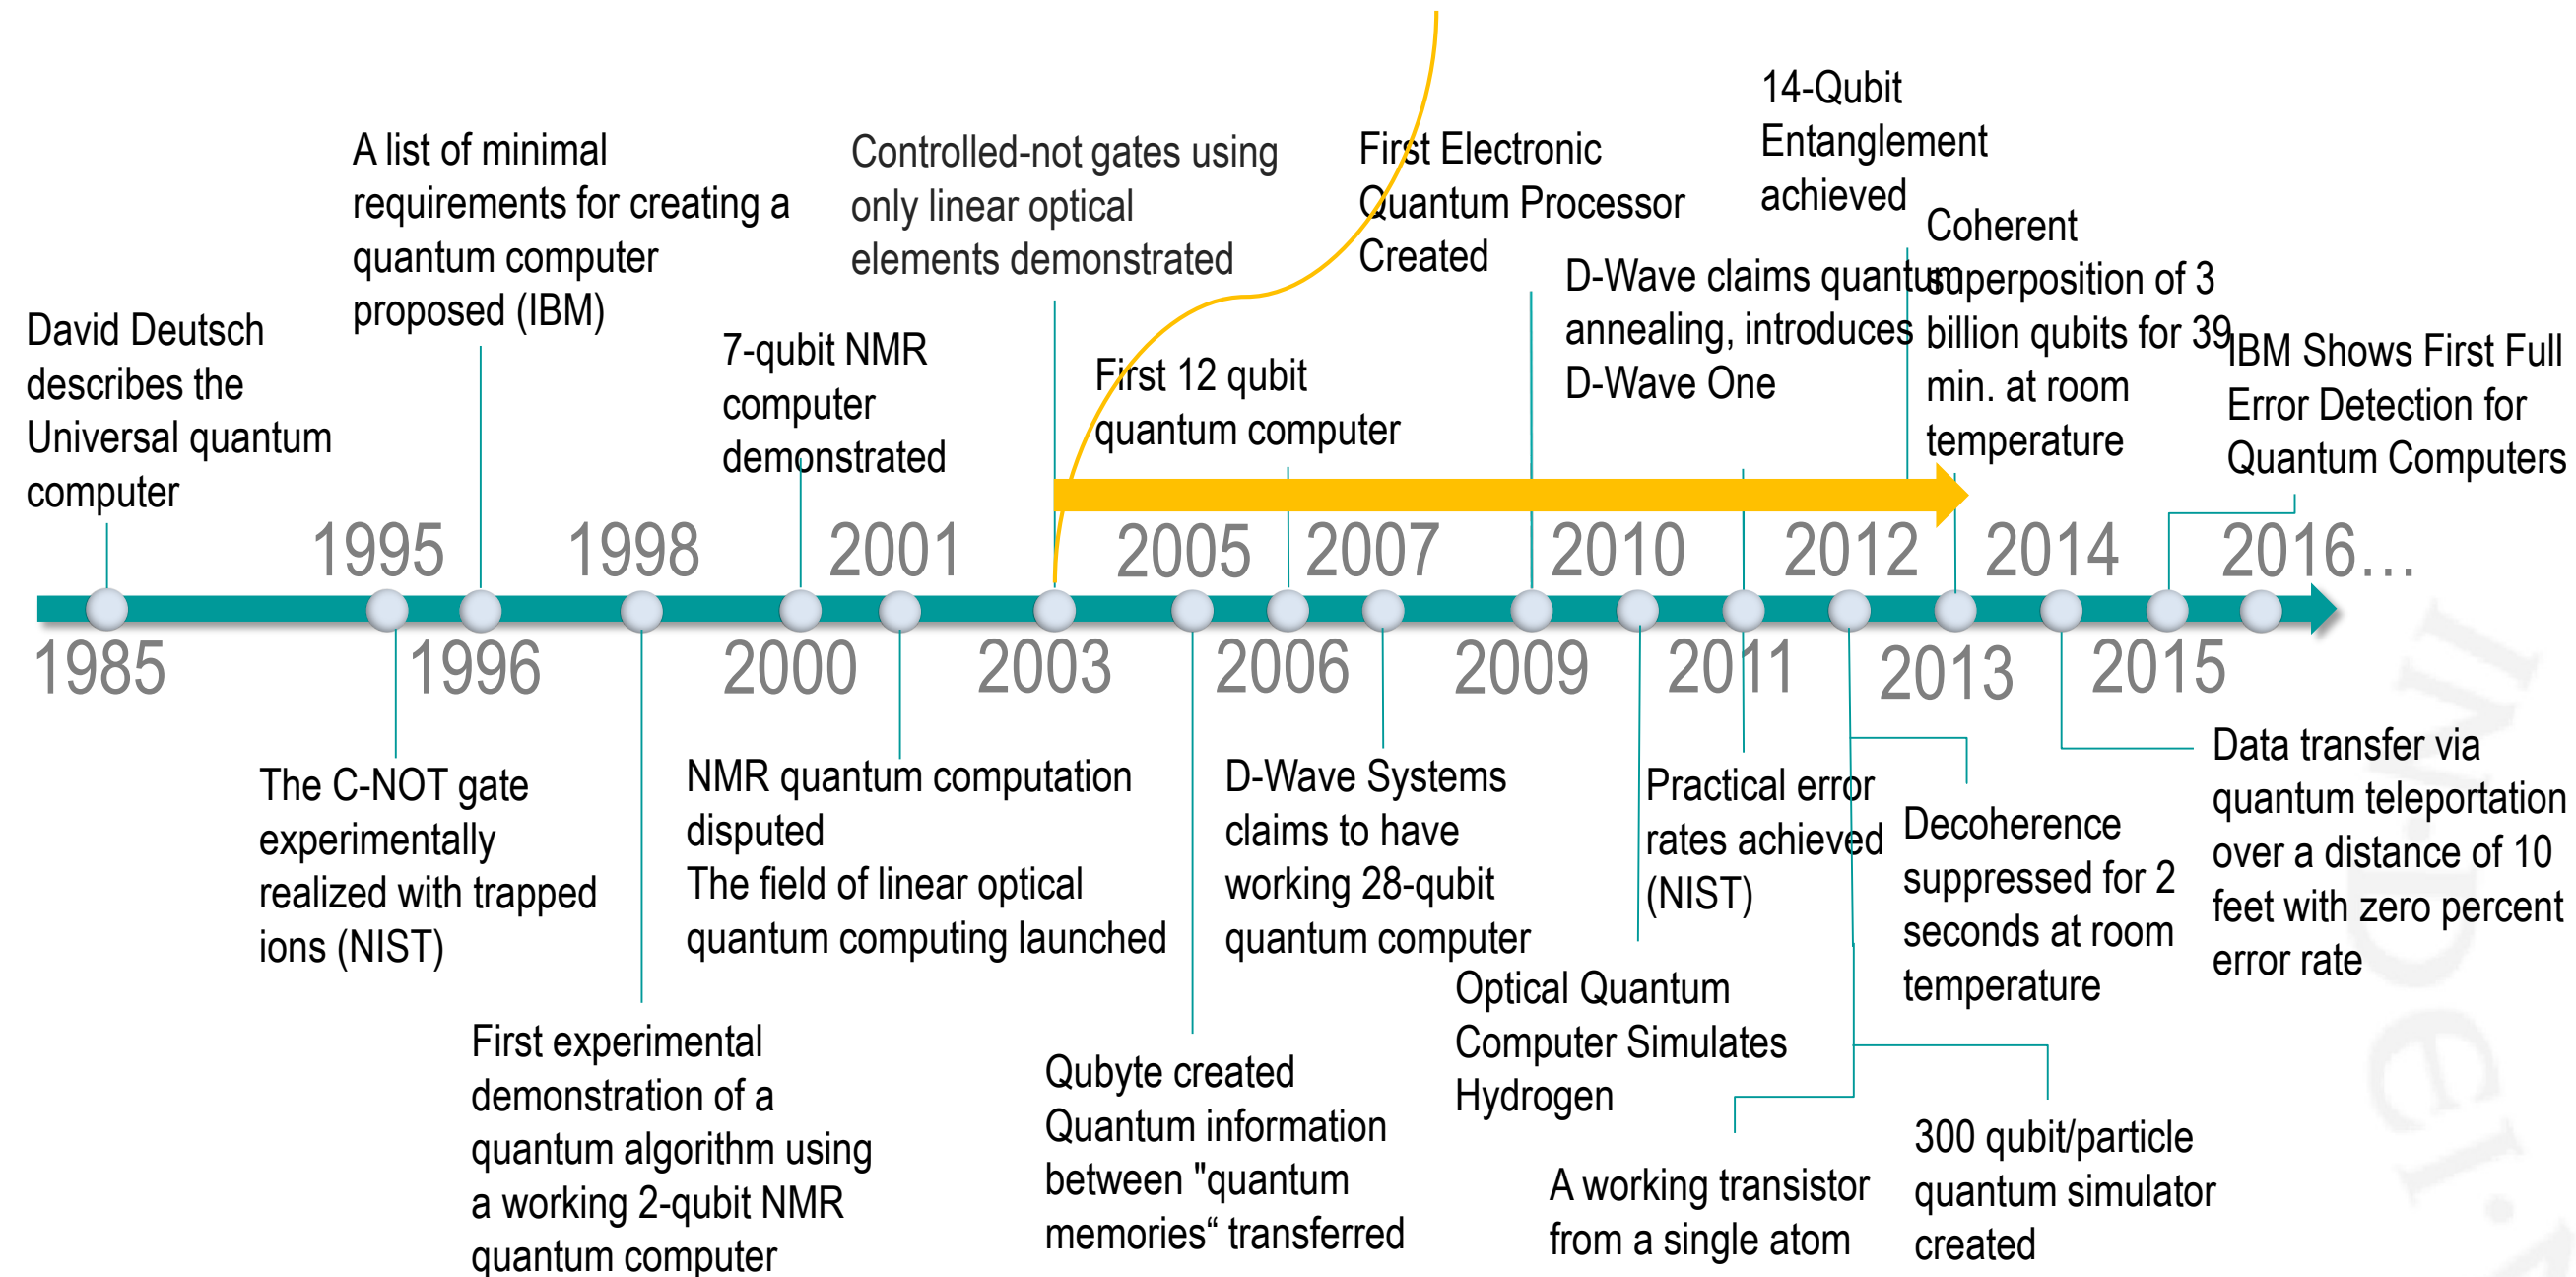 14-Qubit
Entanglement
achieved
A list of minimal
requirements for creating a
quantum computer
proposed (IBM)
Controlled-not gates using
only linear optical
elements demonstrated
First Electronic
Quantum Processor
Created
Coherent
superposition of 3
billion qubits for 39
min. at room
temperature
D-Wave claims quantum
annealing, introduces
D-Wave One
David Deutsch
describes the
Universal quantum
computer
7-qubit NMR
computer
demonstrated
First 12 qubit
quantum computer
IBM Shows First Full
Error Detection for
Quantum Computers
1995 1998 2001 2005 2007 2010 2012 2014 2016...
1985 1996 2000 2003 2006 2009 2011 2013 2015
The C-NOT gate
experimentally
realized with trapped
ions (NIST)
NMR quantum computation
disputed
The field of linear optical
quantum computing launched
D-Wave Systems
claims to have
working 28-qubit
quantum computer
Practical error
rates achieved
(NIST)
Decoherence
suppressed for 2
seconds at room
temperature
Data transfer via
quantum teleportation
over a distance of 10
feet with zero percent
error rate
Optical Quantum
Computer Simulates
Hydrogen
First experimental
demonstration of a
quantum algorithm using
a working 2-qubit NMR
quantum computer
Qubyte created
Quantum information
between "quantum
memories“ transferred
A working transistor
from a single atom
300 qubit/particle
quantum simulator
created